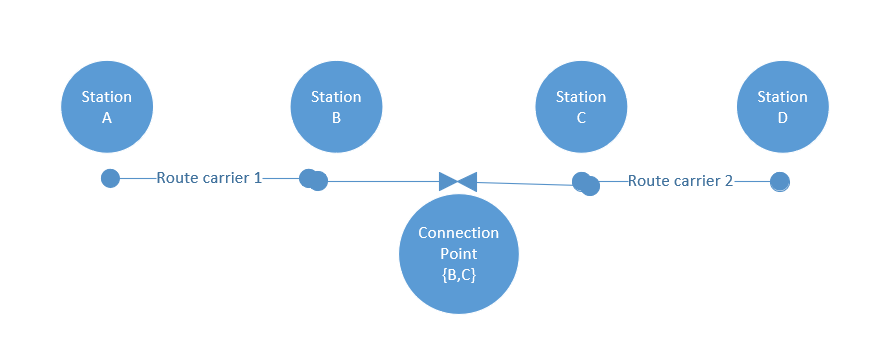 Station
A
Station
B
Station
C
Station
D
Route carrier 1
Route carrier 2
Connection
Point
{B,C}